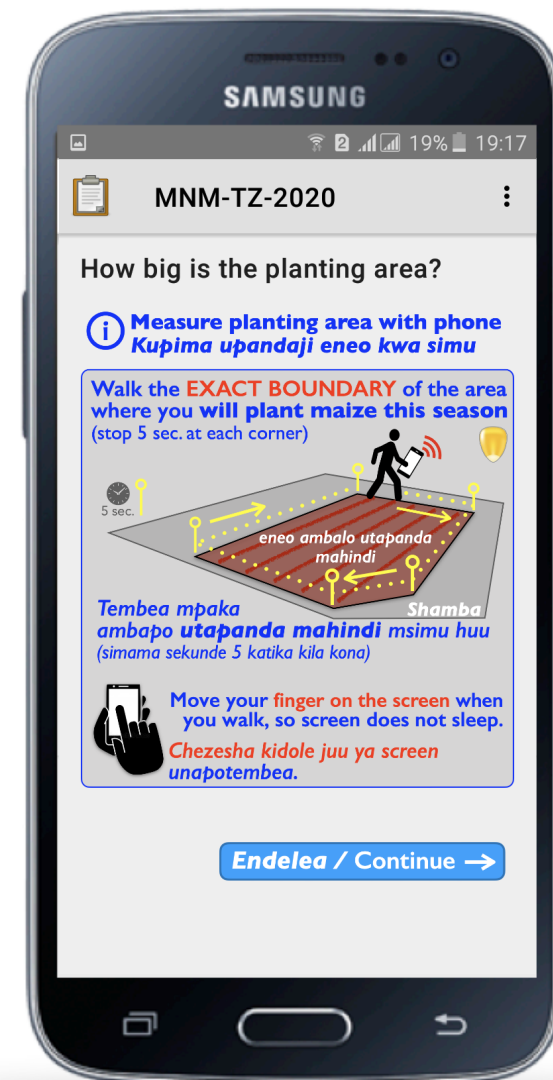 SAMSUNG
2 19% 19:17
MNM-TZ-2020
How big is the planting area?
i Measure planting area with phone
Kupima upandaji eneo kwa simu
Walk the EXACT BOUNDARY of the area
where you will plant maize this season
(stop 5 sec. at each corner)
5 sec.
eneo ambalo utapanda
mahindi
Shamba
Tembea mpaka
ambapo utapanda mahindi msimu huu
(simama sekunde 5 katika kila kona)
Move your finger on the screen when
you walk, so screen does not sleep.
Chezesha kidole juu ya screen
unapotembea.
Endelea / Continue →